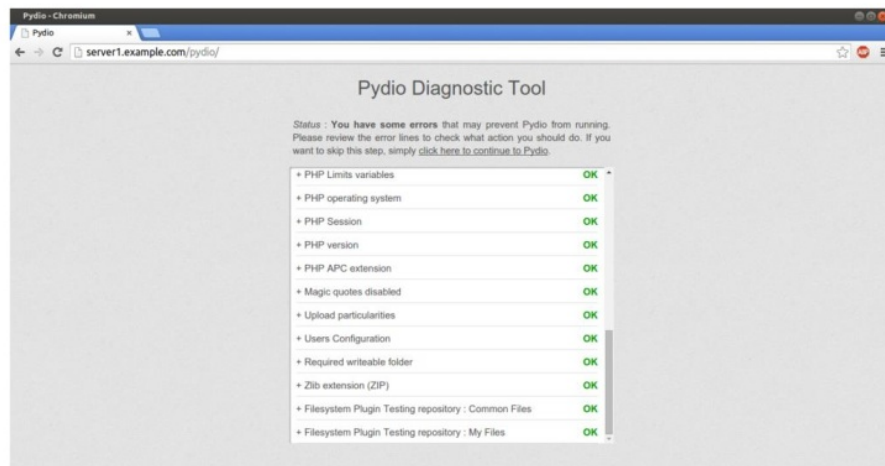 Pydio - Chromium
Pydio
server1.example.com/pydio/
ABP
Pydio Diagnostic Tool
Status : You have some errors that may prevent Pydio from running.
Please review the error lines to check what action you should do. If you
want to skip this step, simply click here to continue to Pydio.
+ PHP Limits variables OK
+ PHP operating system OK
+ PHP Session OK
+ PHP version OK
+ PHP APC extension OK
+ Magic quotes disabled OK
+ Upload particularities OK
+ Users Configuration OK
+ Required writeable folder OK
+ Zlib extension (ZIP) OK
+ Filesystem Plugin Testing repository : Common Files OK
+ Filesystem Plugin Testing repository : My Files OK